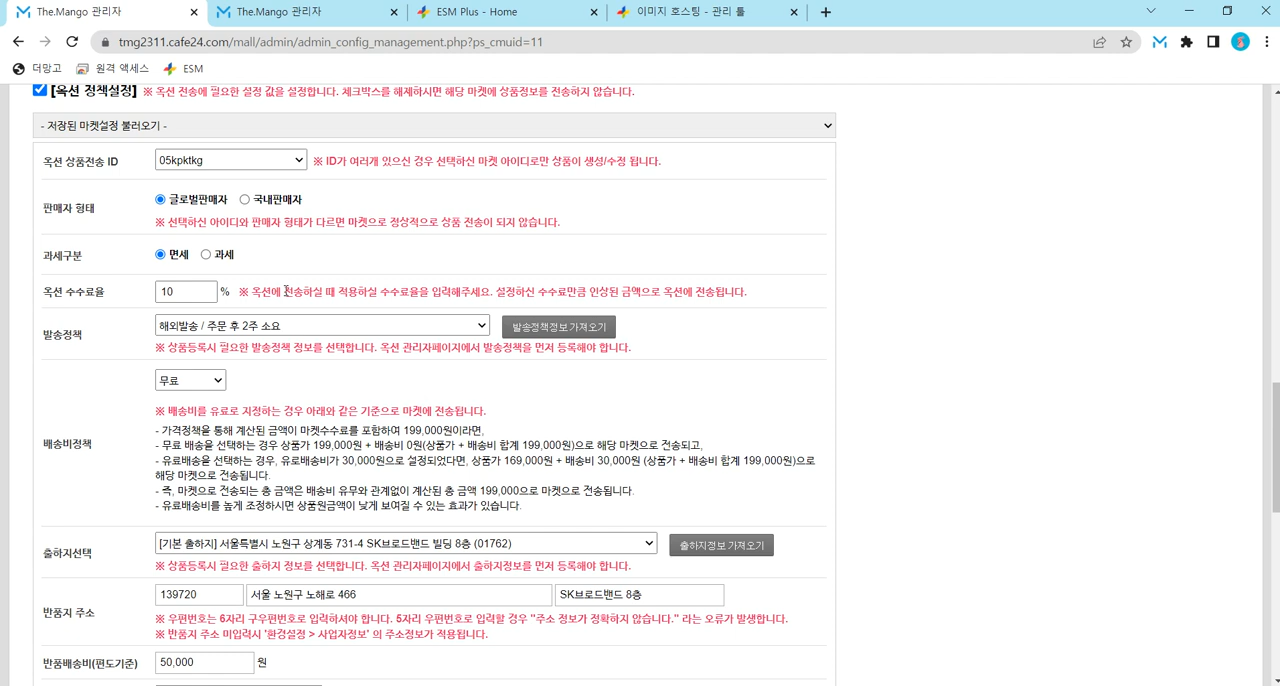 The.Mango 관리자
The.Mango 관리자
ESM Plus - Home
이미지 호스팅 - 관리 툴
tmg2311.cafe24.com/mall/admin/admin_config_management.php?ps_cmuid=11
더망고
원격 액세스
ESM
[옥션 정책설정] ※ 옥션 전송에 필요한 설정 값을 설정합니다. 체크박스를 해제하시면 해당 마켓에 상품정보를 전송하지 않습니다.
- 저장된 마켓설정 불러오기 -
옥션 상품전송 ID 05kpktkg ※ ID가 여러개 있으신 경우 선택하신 마켓 아이디로만 상품이 생성/수정 됩니다.
판매자 형태 글로벌판매자 국내판매자
※ 선택하신 아이디와 판매자 형태가 다르면 마켓으로 정상적으로 상품 전송이 되지 않습니다.
과세구분 면세 과세
옥션 수수료율 10 % ※ 옥션에 전송하실 때 적용하실 수수료율을 입력해주세요. 설정하신 수수료만큼 인상된 금액으로 옥션에 전송됩니다.
발송정책 해외발송 / 주문 후 2주 소요 발송정책정보가져오기
※ 상품등록시 필요한 발송정책 정보를 선택합니다. 옥션 관리자페이지에서 발송정책을 먼저 등록해야 합니다.
배송비정책 무료
※ 배송비를 유료로 지정하는 경우 아래와 같은 기준으로 마켓에 전송됩니다.
- 가격정책을 통해 계산된 금액이 마켓수수료를 포함하여 199,000원이라면,
- 무료 배송을 선택하는 경우 상품가 199,000원 + 배송비 0원(상품가 + 배송비 합계 199,000원)으로 해당 마켓으로 전송되고,
- 유료배송을 선택하는 경우, 유로배송비가 30,000원으로 설정되었다면, 상품가 169,000원 + 배송비 30,000원 (상품가 + 배송비 합계 199,000원)으로
해당 마켓으로 전송됩니다.
- 즉, 마켓으로 전송되는 총 금액은 배송비 유무와 관계없이 계산된 총 금액 199,000으로 마켓으로 전송됩니다.
- 유료배송비를 높게 조정하시면 상품원금액이 낮게 보여질 수 있는 효과가 있습니다.
출하지선택 [기본 출하지] 서울특별시 노원구 상계동 731-4 SK브로드밴드 빌딩 8층 (01762) 출하지정보 가져오기
※ 상품등록시 필요한 출하지 정보를 선택합니다. 옥션 관리자페이지에서 출하지정보를 먼저 등록해야 합니다.
반품지 주소 139720 서울 노원구 노해로 466 SK브로드밴드 8층
※ 우편번호는 6자리 구우편번호로 입력하셔야 합니다. 5자리 우편번호로 입력할 경우 "주소 정보가 정확하지 않습니다." 라는 오류가 발생합니다.
※ 반품지 주소 미입력시 '환경설정 > 사업자정보' 의 주소정보가 적용됩니다.
반품배송비(편도기준) 50,000 원